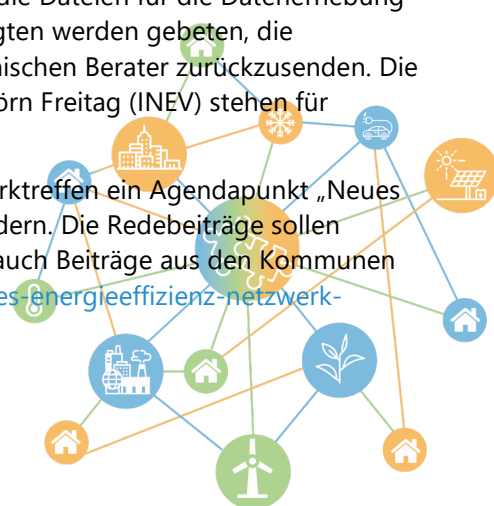 die Dateien für die Datenerhebung
gten werden gebeten, die
nischen Berater zurückzusenden. Die
örn Freitag (INEV) stehen für
rktreffen ein Agendapunkt „Neues
dern. Die Redebeiträge sollen
auch Beiträge aus den Kommunen
es-energieeffizienz-netzwerk-